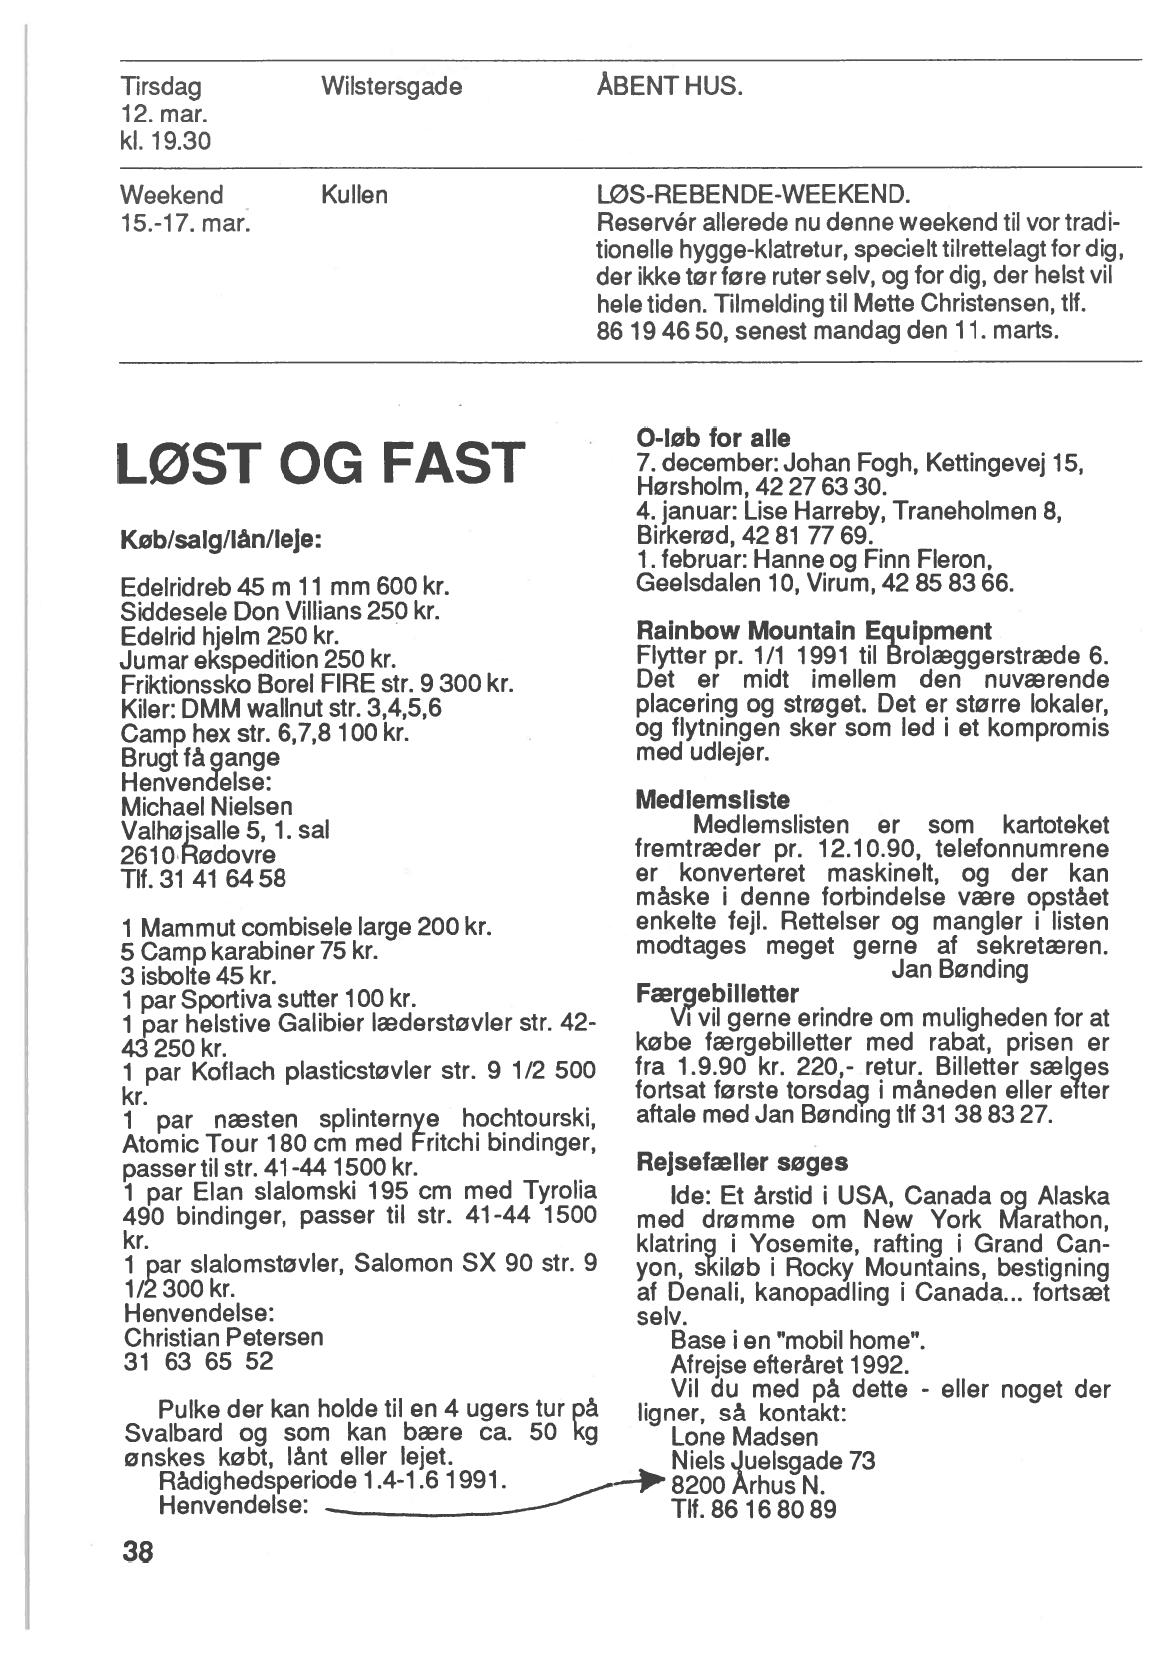 Tirsdag Wilstersgade ÅBENT HUS.
12. mar.
kl. 19.30
Weekend Kullen LØS-REBENDE-WEEKEND.
15.-17. mar. Reservér allerede nu denne weekend til vor tradi-
tionelle hygge-klatretur, specielt tilrettelagt for dig,
der ikke tør føre ruter selv, og for dig, der helst vil
hele tiden. Tilmelding til Mette Christensen, tlf.
86 19 46 50, senest mandag den 11. marts.
LØST OG FAST
Køb/salg/lån/leje:
Edelridreb 45 m 11 mm 600 kr.
Siddesele Don Villians 250 kr.
Edelrid hjelm 250 kr.
Jumar ekspedition 250 kr.
Friktionssko Borel FIRE str. 9 300 kr.
Kiler: DMM wallnut str. 3,4,5,6
Camp hex str. 6,7,8 100 kr.
Brugt få gange
Henvendelse:
Michael Nielsen
Valhøjsalle 5, 1. sal
2610 Rødovre
Tlf. 31 41 64 58
1 Mammut combisele large 200 kr.
5 Camp karabiner 75 kr.
3 isbolte 45 kr.
1 par Sportiva sutter 100 kr.
1 par helstive Galibier læderstøvler str. 42-
43 250 kr.
1 par Koflach plasticstøvler str. 9 1/2 500
kr.
1 par næsten splinternye hochtourski,
Atomic Tour 180 cm med Fritchi bindinger,
passer til str. 41-44 1500 kr.
1 par Elan slalomski 195 cm med Tyrolia
490 bindinger, passer til str. 41-44 1500
kr.
1 par slalomstøvler, Salomon SX 90 str. 9
1/2 300 kr.
Henvendelse:
Christian Petersen
31 63 65 52
Pulke der kan holde til en 4 ugers tur på
Svalbard og som kan bære ca. 50 kg
ønskes købt, lånt eller lejet.
Rådighedsperiode 1.4-1.6 1991.
Henvendelse:
O-løb for alle
7. december: Johan Fogh, Kettingevej 15,
Hørsholm, 42 27 63 30.
4. januar: Lise Harreby, Traneholmen 8,
Birkerød, 42 81 77 69.
1. februar: Hanne og Finn Fleron,
Geelsdalen 10, Virum, 42 85 83 66.
Rainbow Mountain Equipment
Flytter pr. 1/1 1991 til Brolæggerstræde 6.
Det er midt imellem den nuværende
placering og strøget. Det er større lokaler,
og flytningen sker som led i et kompromis
med udlejer.
Medlemsliste
Medlemslisten er som kartoteket
fremtræder pr. 12.10.90, telefonnumrene
er konverteret maskinelt, og der kan
måske i denne forbindelse være opstået
enkelte fejl. Rettelser og mangler i listen
modtages meget gerne af sekretæren.
Jan Bønding
Færgebilletter
Vi vil gerne erindre om muligheden for at
købe færgebilletter med rabat, prisen er
fra 1.9.90 kr. 220,- retur. Billetter sælges
fortsat første torsdag i måneden eller efter
aftale med Jan Bønding tlf 31 38 83 27.
Rejsefæller søges
Ide: Et årstid i USA, Canada og Alaska
med drømme om New York Marathon,
klatring i Yosemite, rafting i Grand Can-
yon, skiløb i Rocky Mountains, bestigning
af Denali, kanopadling i Canada... fortsæt
selv.
Base i en "mobil home".
Afrejse efteråret 1992.
Vil du med på dette - eller noget der
ligner, så kontakt:
Lone Madsen
Niels Juelsgade 73
8200 Århus N.
Tlf. 86 16 80 89
38